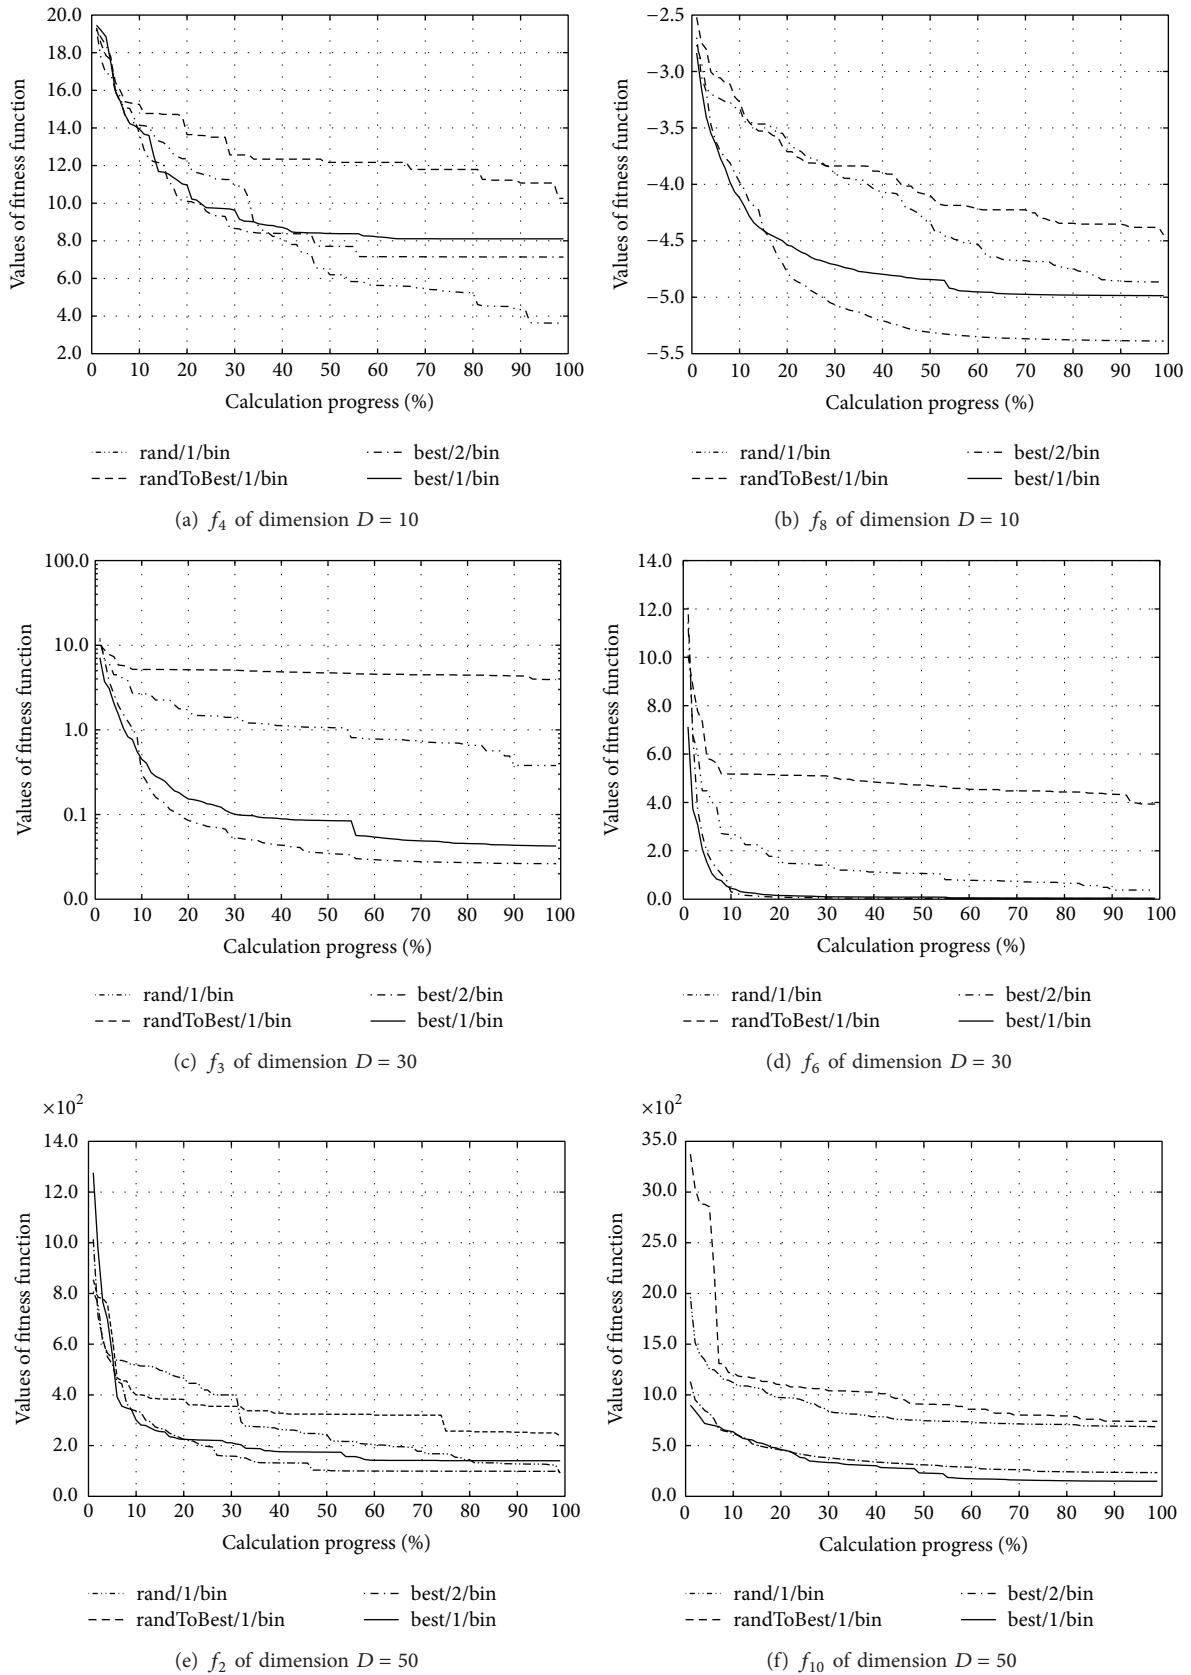 20.0
18.0
16.0
14.0
12.0
10.0
8.0
6.0
4.0
2.0
Values of fitness function
0 10 20 30 40 50 60 70 80 90 100
Calculation progress (%)
rand/1/bin
randToBest/1/bin
best/2/bin
best/1/bin
(a) f4 of dimension D = 10
−2.5
−3.0
−3.5
−4.0
−4.5
−5.0
−5.5
Values of fitness function
0 10 20 30 40 50 60 70 80 90 100
Calculation progress (%)
rand/1/bin
randToBest/1/bin
best/2/bin
best/1/bin
(b) f8 of dimension D = 10
100.0
10.0
1.0
0.1
0.0
Values of fitness function
0 10 20 30 40 50 60 70 80 90 100
Calculation progress (%)
rand/1/bin
randToBest/1/bin
best/2/bin
best/1/bin
(c) f3 of dimension D = 30
14.0
12.0
10.0
8.0
6.0
4.0
2.0
0.0
Values of fitness function
0 10 20 30 40 50 60 70 80 90 100
Calculation progress (%)
rand/1/bin
randToBest/1/bin
best/2/bin
best/1/bin
(d) f6 of dimension D = 30
×10²
14.0
12.0
10.0
8.0
6.0
4.0
2.0
0.0
Values of fitness function
0 10 20 30 40 50 60 70 80 90 100
Calculation progress (%)
rand/1/bin
randToBest/1/bin
best/2/bin
best/1/bin
(e) f2 of dimension D = 50
×10²
35.0
30.0
25.0
20.0
15.0
10.0
5.0
0.0
Values of fitness function
0 10 20 30 40 50 60 70 80 90 100
Calculation progress (%)
rand/1/bin
randToBest/1/bin
best/2/bin
best/1/bin
(f) f10 of dimension D = 50